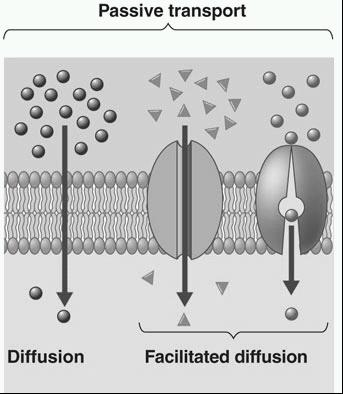 Passive transport
Diffusion
Facilitated diffusion